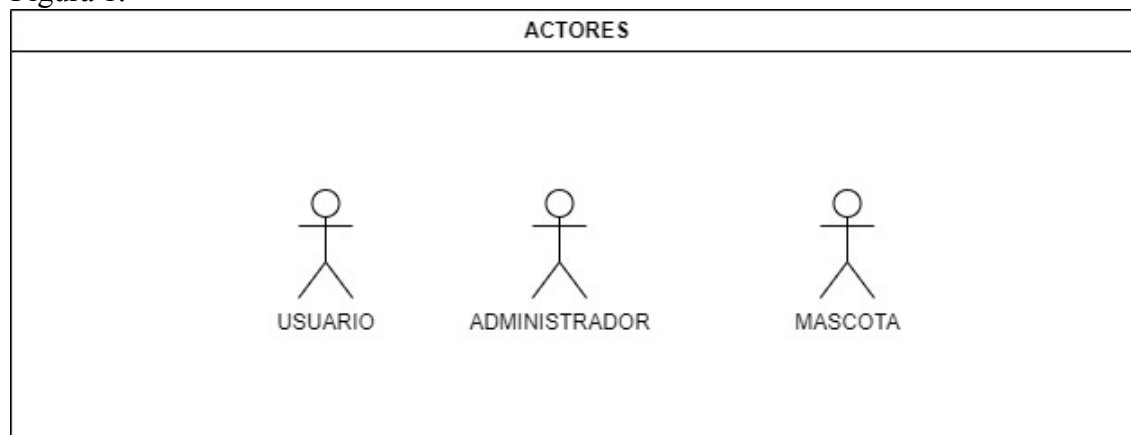 Figura 1.
ACTORES
USUARIO
ADMINISTRADOR
MASCOTA